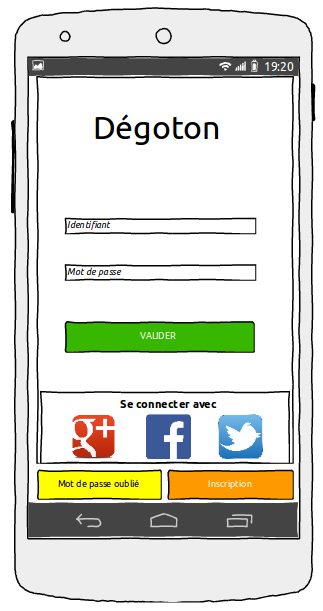 19:20
Dégoton
Identifiant
Mot de passe
VALIDER
Se connecter avec
g+ f
Mot de passe oublié Inscription